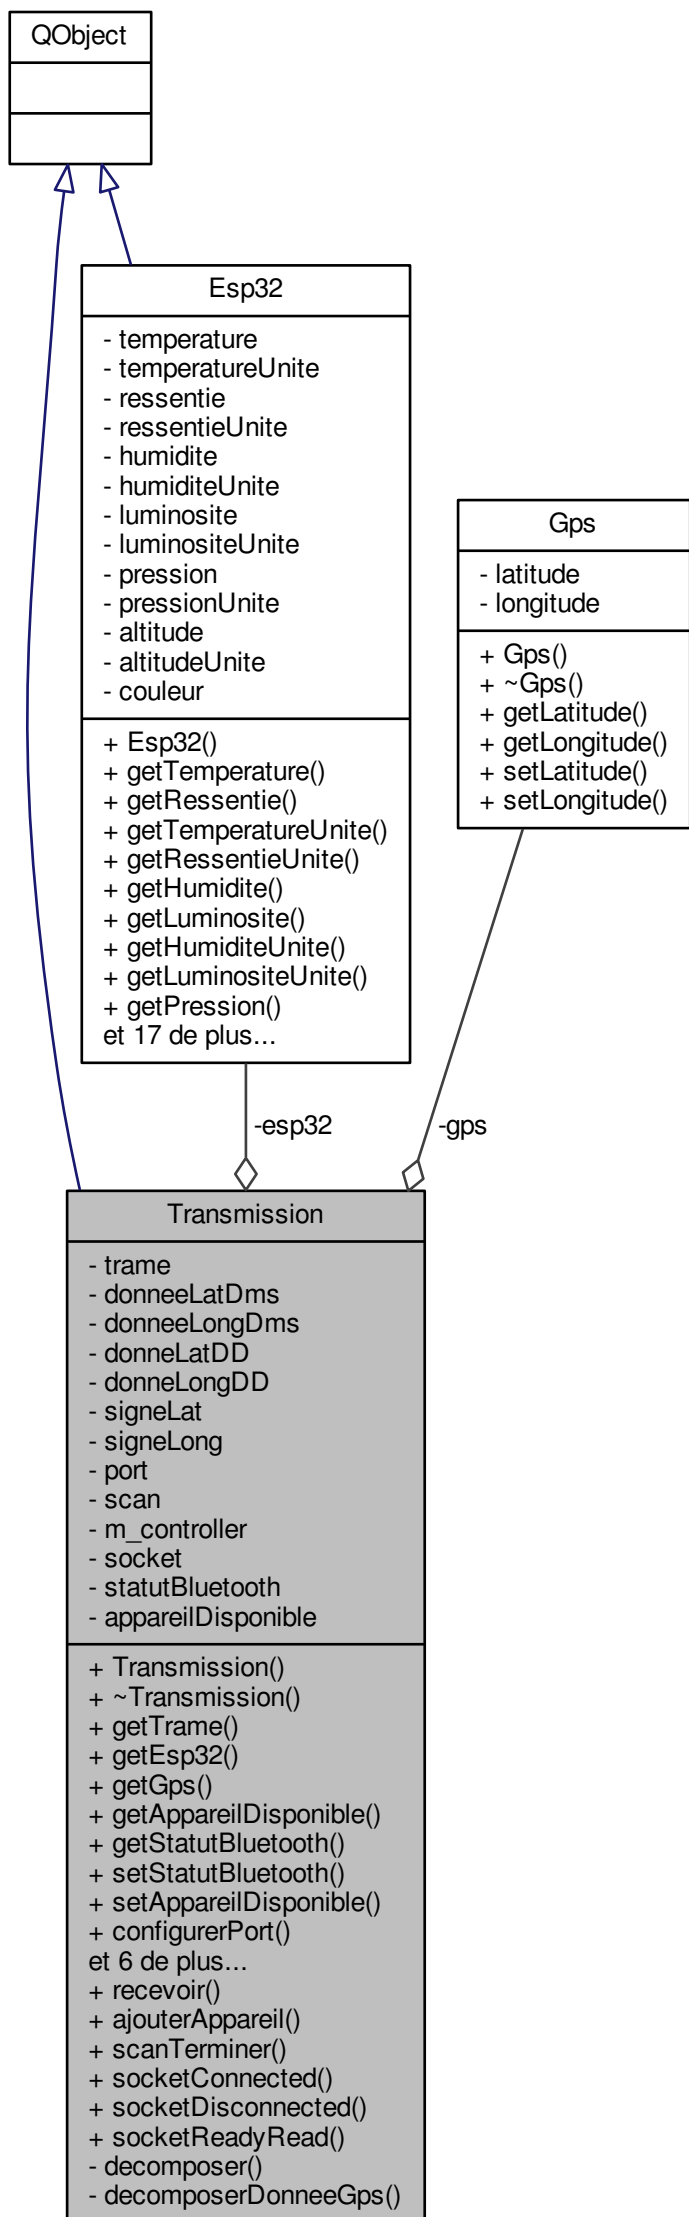 QObject
Esp32
- temperature
- temperatureUnite
- ressentie
- ressentieUnite
- humidite
- humiditeUnite
- luminosite
- luminositeUnite
- pression
- pressionUnite
- altitude
- altitudeUnite
- couleur
+ Esp32()
+ getTemperature()
+ getRessentie()
+ getTemperatureUnite()
+ getRessentieUnite()
+ getHumidite()
+ getLuminosite()
+ getHumiditeUnite()
+ getLuminositeUnite()
+ getPression()
et 17 de plus...
Gps
- latitude
- longitude
+ Gps()
+ ~Gps()
+ getLatitude()
+ getLongitude()
+ setLatitude()
+ setLongitude()
-esp32
-gps
Transmission
- trame
- donneeLatDms
- donneeLongDms
- donneLatDD
- donneLongDD
- signeLat
- signeLong
- port
- scan
- m_controller
- socket
- statutBluetooth
- appareilDisponible
+ Transmission()
+ ~Transmission()
+ getTrame()
+ getEsp32()
+ getGps()
+ getAppareilDisponible()
+ getStatutBluetooth()
+ setStatutBluetooth()
+ setAppareilDisponible()
+ configurerPort()
et 6 de plus...
+ recevoir()
+ ajouterAppareil()
+ scanTerminer()
+ socketConnected()
+ socketDisconnected()
+ socketReadyRead()
- decomposer()
- decomposerDonneeGps()